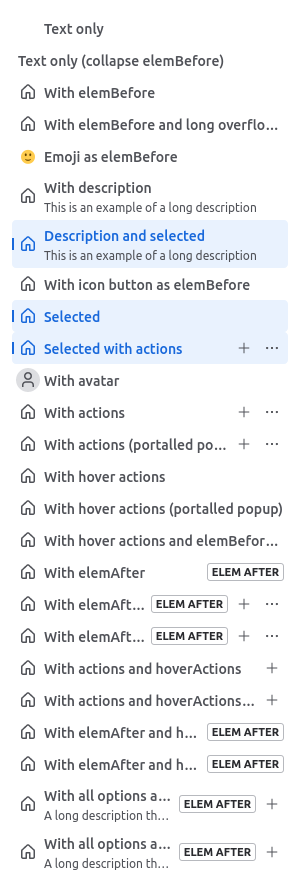 Text only
Text only (collapse elemBefore)
With elemBefore
With elemBefore and long overflo...
Emoji as elemBefore
With description
This is an example of a long description
Description and selected
This is an example of a long description
With icon button as elemBefore
Selected
Selected with actions
With avatar
With actions
With actions (portalled po...
With hover actions
With hover actions (portalled popup)
With hover actions and elemBefor...
With elemAfter ELEM AFTER
With elemAft... ELEM AFTER
With elemAft... ELEM AFTER
With actions and hoverActions
With actions and hoverActions...
With elemAfter and h... ELEM AFTER
With elemAfter and h... ELEM AFTER
With all options a... ELEM AFTER
A long description th...
With all options a... ELEM AFTER
A long description th...